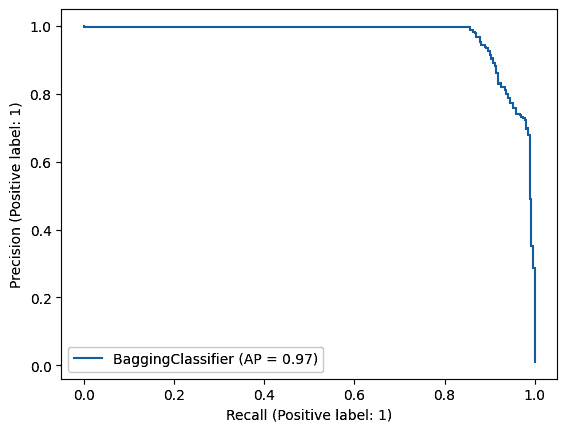 1.0
0.8
0.6
0.4
0.2
0.0
Precision (Positive label: 1)
BaggingClassifier (AP = 0.97)
0.0 0.2 0.4 0.6 0.8 1.0
Recall (Positive label: 1)